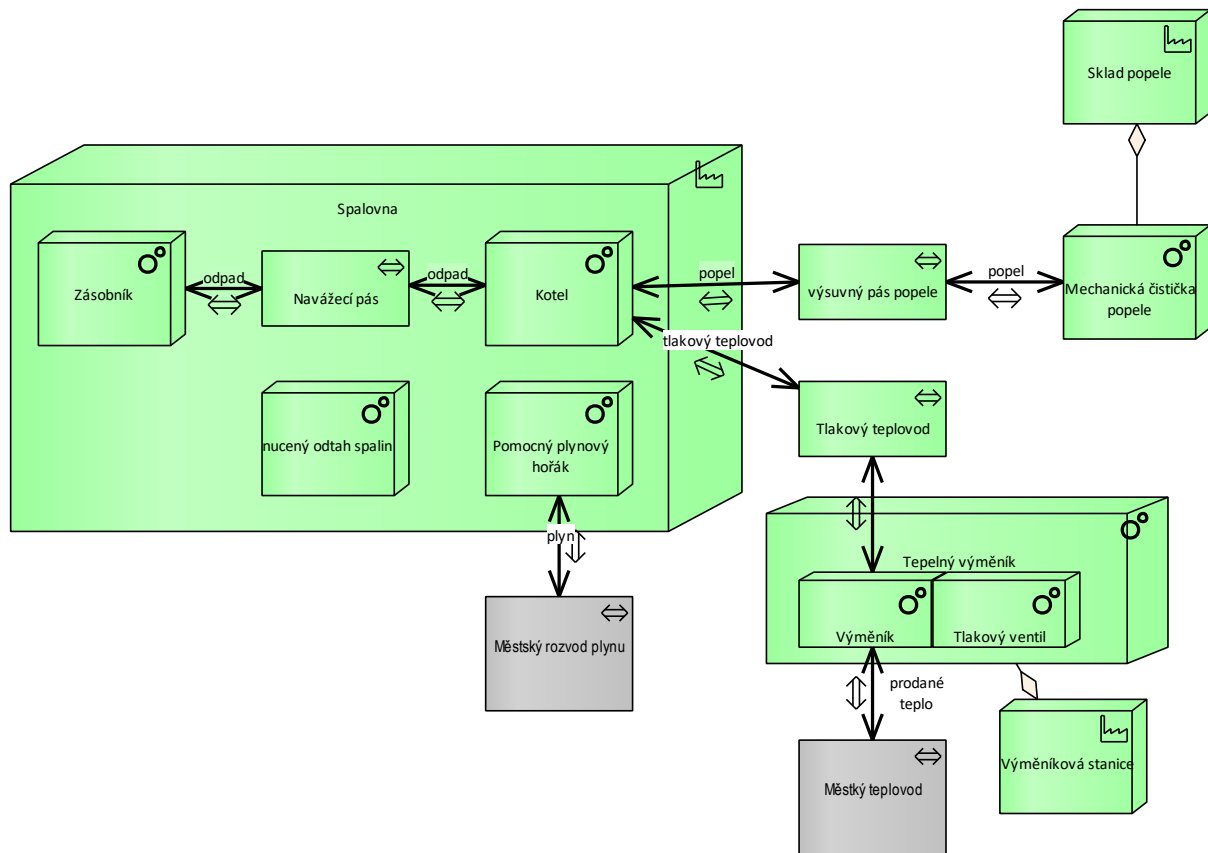 Sklad popele
Spalovna
Zásobník
odpad
Navážecí pás
odpad
Kotel
popel
výsuvný pás popele
popel
Mechanická čistička
popele
tlakový teplovod
Tlakový teplovod
nucený odtah spalin
Pomocný plynový
hořák
plyn
Městský rozvod plynu
Tepelný výměník
Výměník
Tlakový ventil
prodané
teplo
Výměníková stanice
Městký teplovod